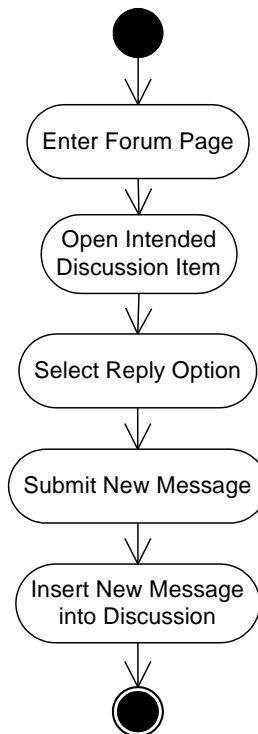 Enter Forum Page
Open Intended
Discussion Item
Select Reply Option
Submit New Message
Insert New Message
into Discussion